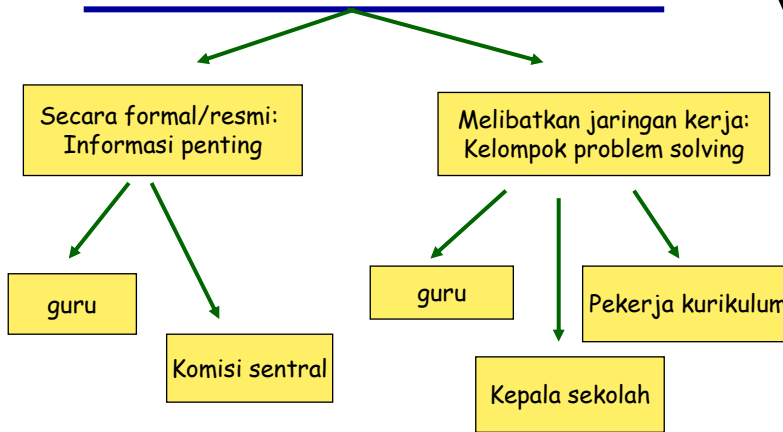 Secara formal/resmi:
Informasi penting
Melibatkan jaringan kerja:
Kelompok problem solving
guru
Komisi sentral
guru
Kepala sekolah
Pekerja kurikulum